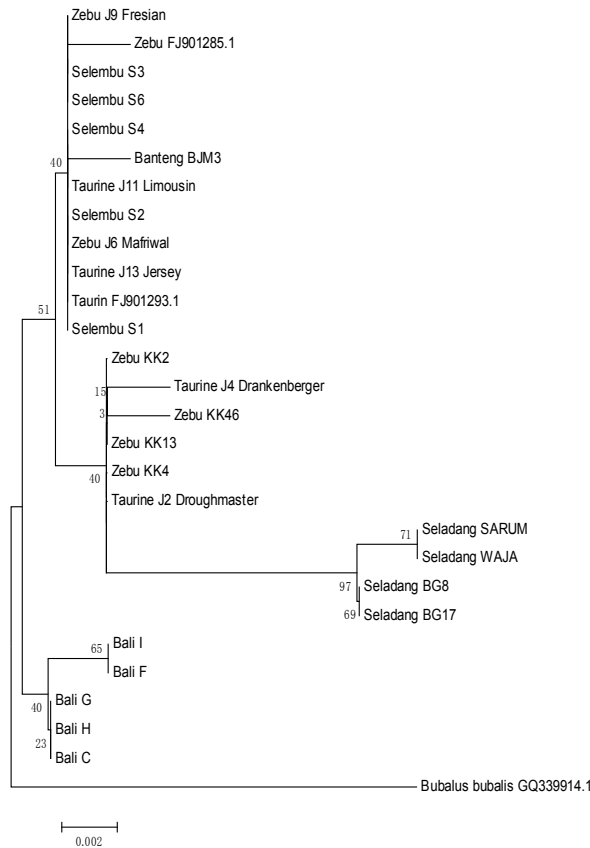 Zebu J9 Fresian
Zebu FJ901285.1
Selembu S3
Selembu S6
Selembu S4
Banteng BJM3
40
Taurine J11 Limousin
Selembu S2
Zebu J6 Mafriwal
Taurine J13 Jersey
Taurin FJ901293.1
51
Selembu S1
Zebu KK2
Taurine J4 Drankenberger
15
3
Zebu KK46
Zebu KK13
Zebu KK4
40
Taurine J2 Droughmaster
Seladang SARUM
71
Seladang WAJA
97
Seladang BG8
69
Seladang BG17
Bali I
65
Bali F
Bali G
40
Bali H
23
Bali C
Bubalus bubalis GQ339914.1
0.002